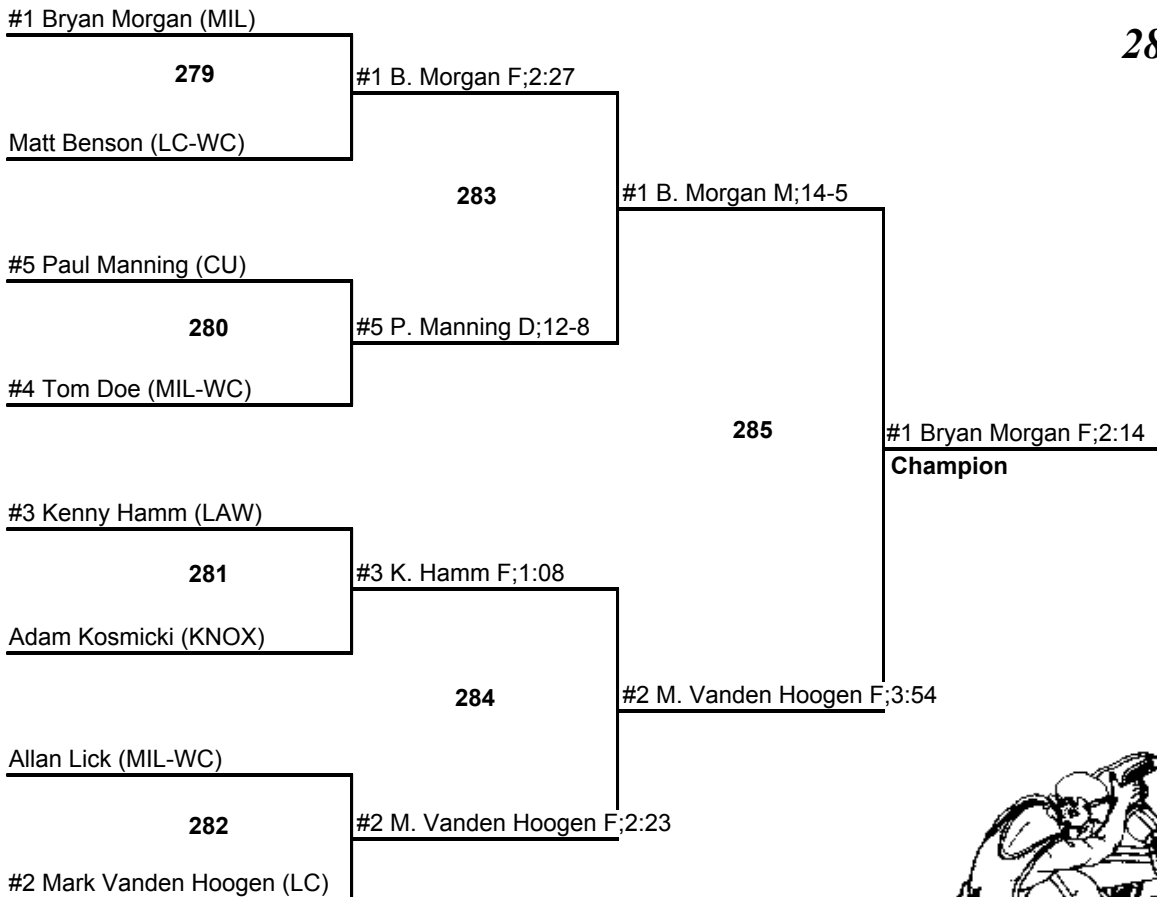 #1 Bryan Morgan (MIL)
28
279
#1 B. Morgan F;2:27
Matt Benson (LC-WC)
283
#1 B. Morgan M;14-5
#5 Paul Manning (CU)
280
#5 P. Manning D;12-8
#4 Tom Doe (MIL-WC)
285
#1 Bryan Morgan F;2:14
Champion
#3 Kenny Hamm (LAW)
281
#3 K. Hamm F;1:08
Adam Kosmicki (KNOX)
284
#2 M. Vanden Hoogen F;3:54
Allan Lick (MIL-WC)
282
#2 M. Vanden Hoogen F;2:23
#2 Mark Vanden Hoogen (LC)